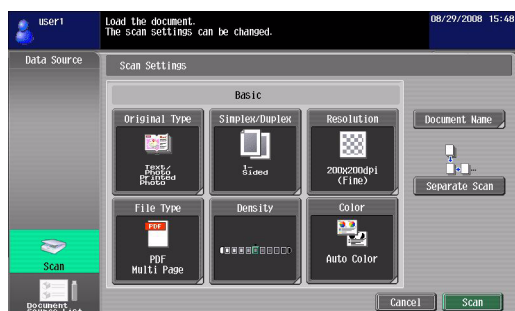 user1
Load the document.
The scan settings can be changed.
08/29/2008 15:48
Data Source
Scan Settings
Basic
Original Type
Simplex/Duplex
Resolution
Document Name
Text/
Photo
Printed
Photo
1-
Sided
200x200dpi
(Fine)
Separate Scan
File Type
Density
Color
PDF
PDF
Multi Page
Auto Color
Scan
Document
Cancel
Scan